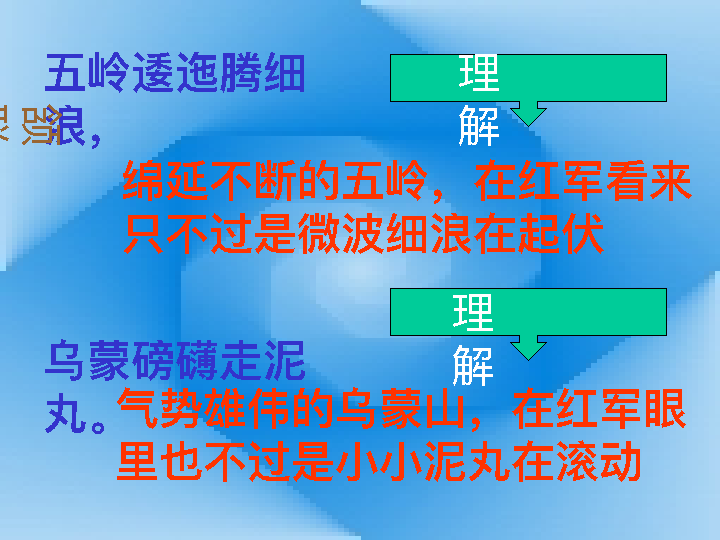 五岭逶迤腾细
浪，
理
解
绵延不断的五岭，在红军看来
只不过是微波细浪在起伏
乌蒙磅礴走泥
丸。
理
解
气势雄伟的乌蒙山，在红军眼
里也不过是小小泥丸在滚动